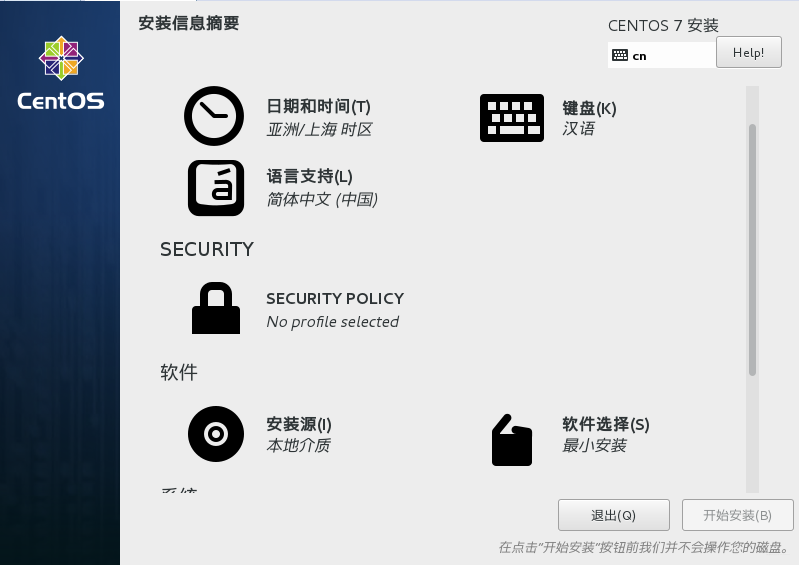 安装信息摘要
CENTOS 7 安装
cn
Help!
CentOS
日期和时间(T)
亚洲/上海 时区
键盘(K)
汉语
语言支持(L)
简体中文 (中国)
SECURITY
SECURITY POLICY
No profile selected
软件
安装源(I)
本地介质
软件选择(S)
最小安装
系统
退出(Q)
开始安装(B)
在点击"开始安装"按钮前我们并不会操作您的磁盘。